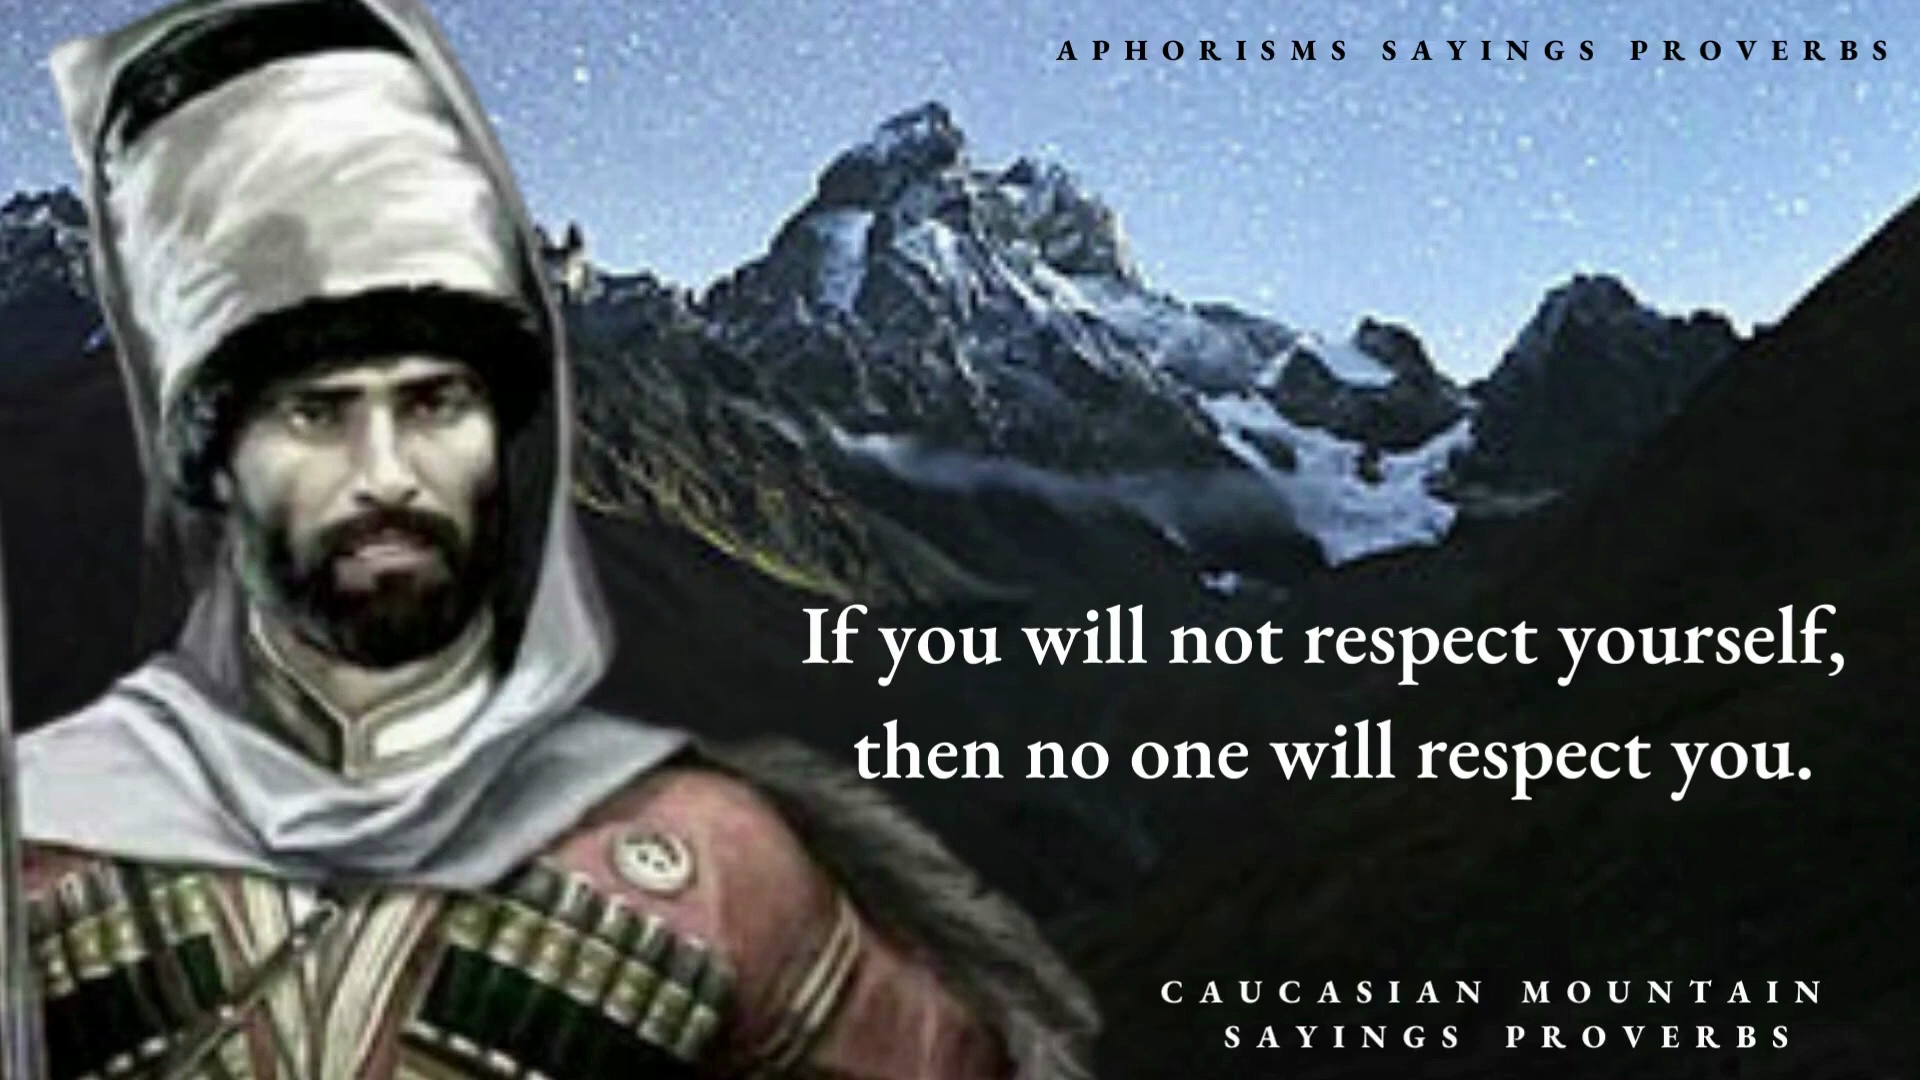 APHORISMS SAYINGS PROVERBS
If you will not respect yourself,
then no one will respect you.
CAUCASIAN MOUNTAIN
SAYINGS PROVERBS